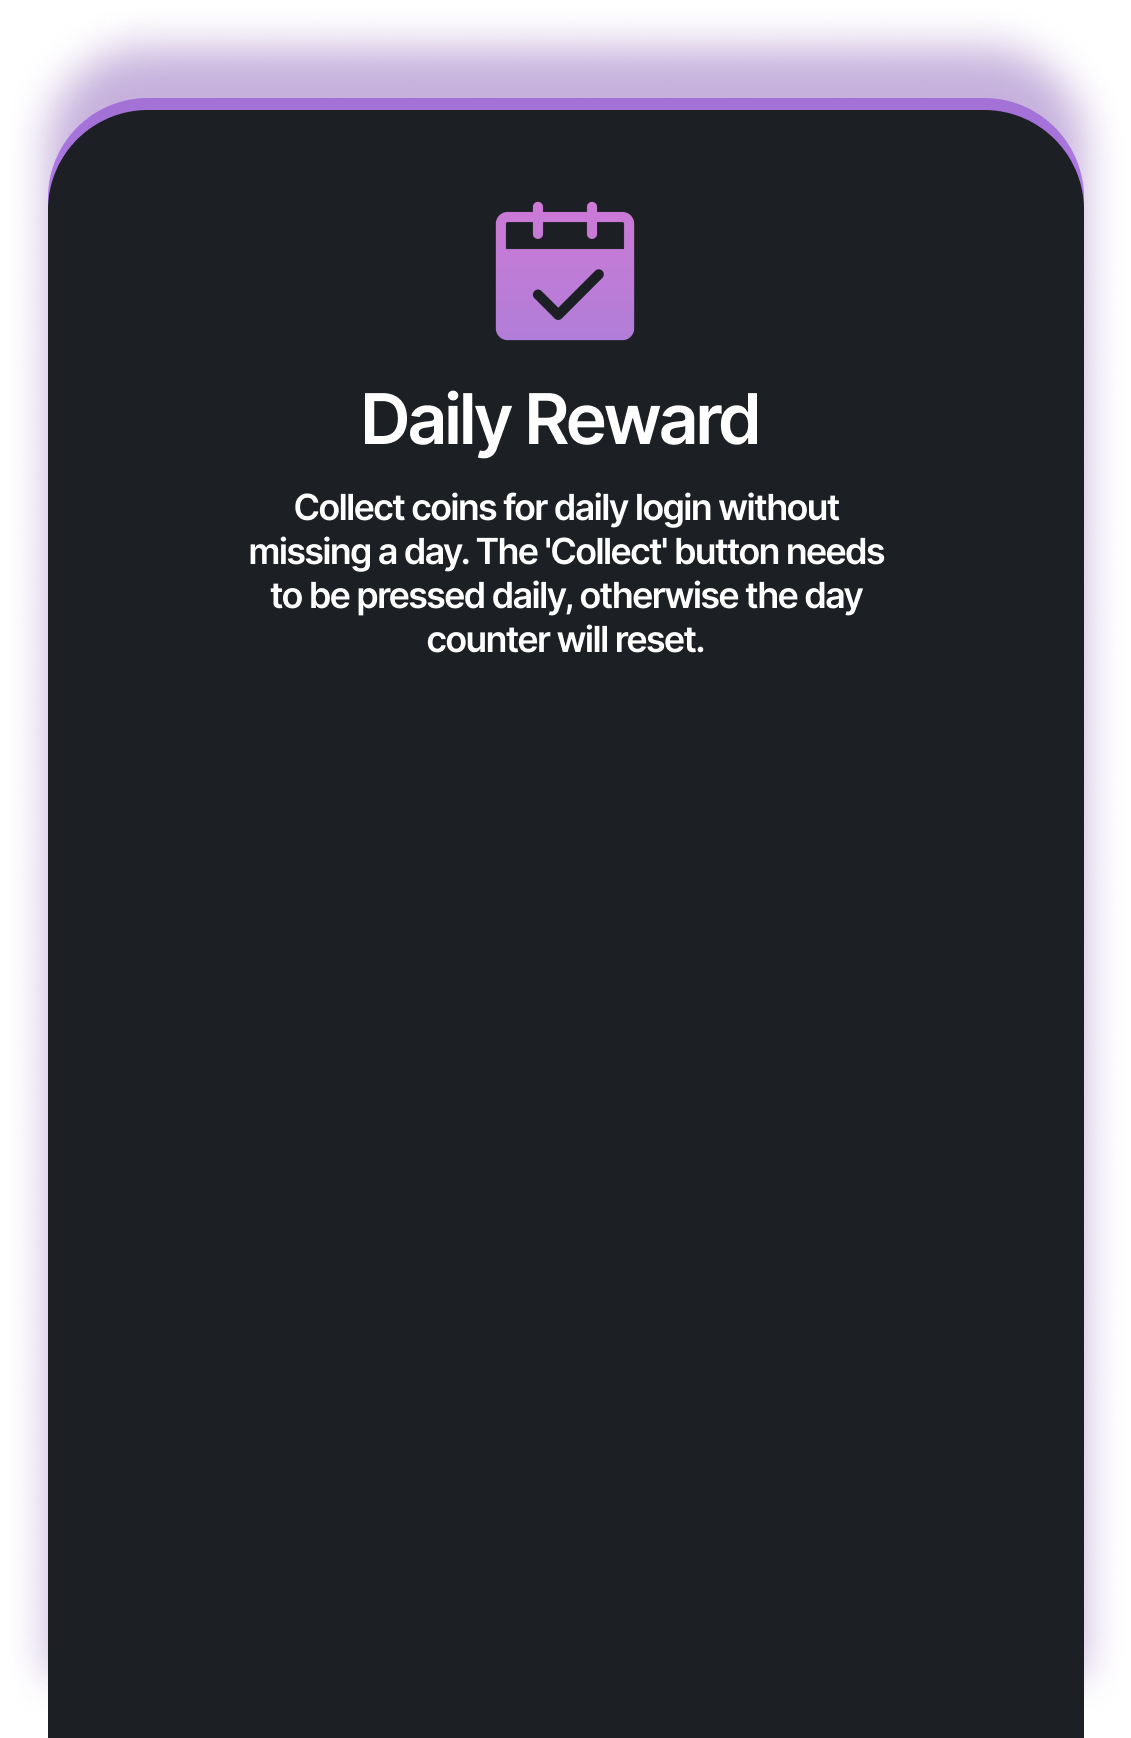 Daily Reward
Collect coins for daily login without
missing a day. The 'Collect' button needs
to be pressed daily, otherwise the day
counter will reset.